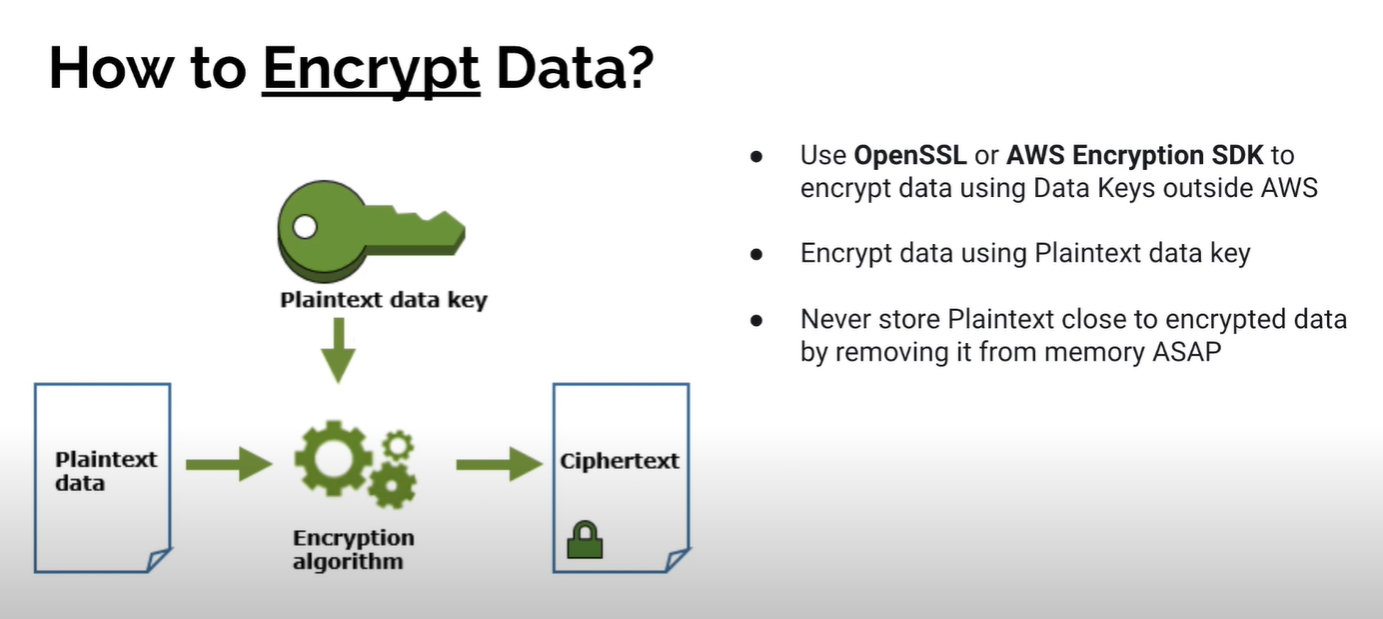 How to Encrypt Data?
Plaintext data key
Plaintext
data
Encryption
algorithm
Ciphertext
● Use OpenSSL or AWS Encryption SDK to
encrypt data using Data Keys outside AWS
● Encrypt data using Plaintext data key
● Never store Plaintext close to encrypted data
by removing it from memory ASAP